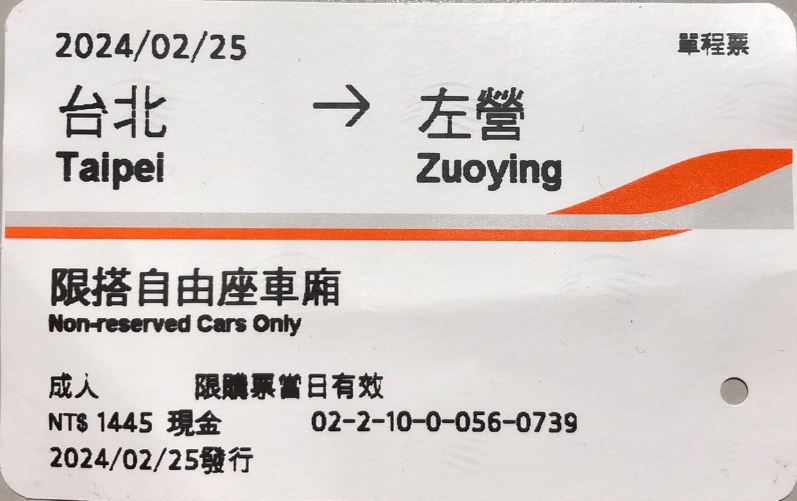 2024/02/25 單程票
台北 → 左營
Taipei Zuoying
限搭自由座車廂
Non-reserved Cars Only
成人 限購票當日有效
NT$ 1445 現金 02-2-10-0-056-0739
2024/02/25發行